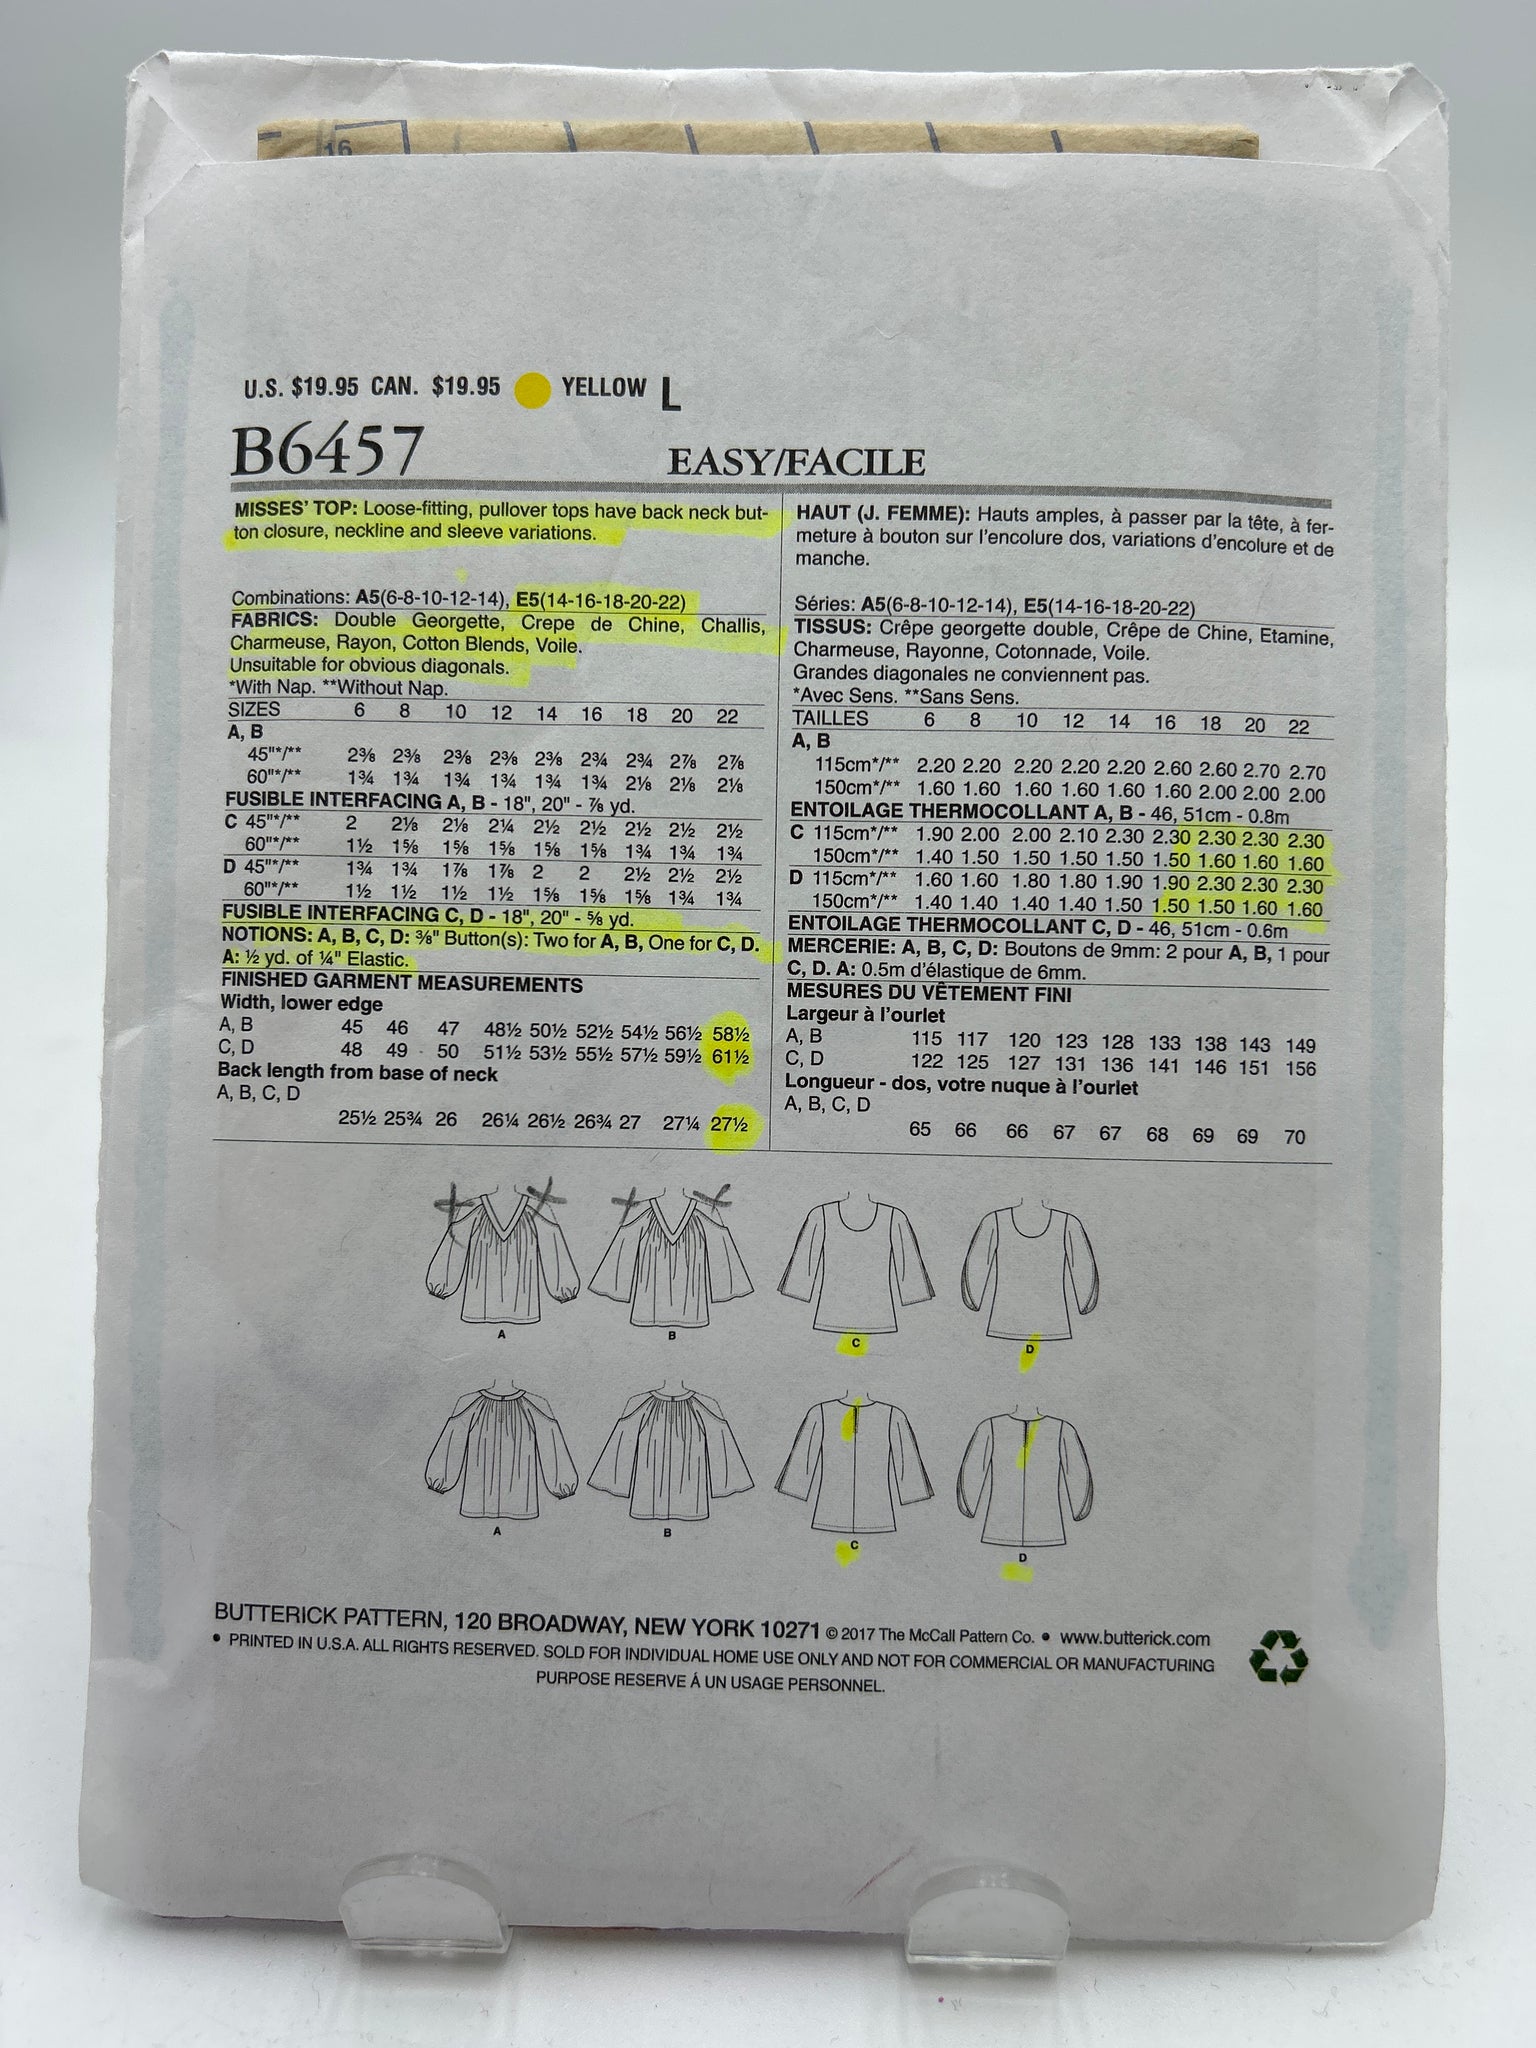 16
U.S. $19.95 CAN. $19.95 YELLOW L
B6457
EASY/FACILE
MISSES' TOP: Loose-fitting, pullover tops have back neck but-
ton closure, neckline and sleeve variations.
Combinations: A5(6-8-10-12-14), E5(14-16-18-20-22)
FABRICS: Double Georgette, Crepe de Chine, Challis,
Charmeuse, Rayon, Cotton Blends, Voile.
Unsuitable for obvious diagonals.
*With Nap. **Without Nap.
SIZES 6 8 10 12 14 16 18 20 22
A, B
45"*/** 2⅜ 2⅜ 2⅜ 2⅜ 2⅜ 2¾ 2¾ 2⅞ 2⅞
60"*/** 1¾ 1¾ 1¾ 1¾ 1¾ 1¾ 2⅛ 2⅛ 2⅛
FUSIBLE INTERFACING A, B - 18", 20" - ⅞ yd.
C 45"*/** 2 2⅛ 2⅛ 2¼ 2½ 2½ 2½ 2½ 2½
60"*/** 1½ 1⅝ 1⅝ 1⅝ 1⅝ 1⅝ 1¾ 1¾ 1¾
D 45"*/** 1¾ 1¾ 1⅞ 1⅞ 2 2 2½ 2½ 2½
60"*/** 1½ 1½ 1½ 1½ 1⅝ 1⅝ 1⅝ 1¾ 1¾
FUSIBLE INTERFACING C, D - 18", 20" - ⅝ yd.
NOTIONS: A, B, C, D: ⅜" Button(s): Two for A, B, One for C, D.
A: ½ yd. of ¼" Elastic.
FINISHED GARMENT MEASUREMENTS
Width, lower edge
A, B 45 46 47 48½ 50½ 52½ 54½ 56½ 58½
C, D 48 49 50 51½ 53½ 55½ 57½ 59½ 61½
Back length from base of neck
A, B, C, D
25½ 25¾ 26 26¼ 26½ 26¾ 27 27¼ 27½
HAUT (J. FEMME): Hauts amples, à passer par la tête, à fer-
meture à bouton sur l'encolure dos, variations d'encolure et de
manche.
Séries: A5(6-8-10-12-14), E5(14-16-18-20-22)
TISSUS: Crêpe georgette double, Crêpe de Chine, Etamine,
Charmeuse, Rayonne, Cotonnade, Voile.
Grandes diagonales ne conviennent pas.
*Avec Sens. **Sans Sens.
TAILLES 6 8 10 12 14 16 18 20 22
A, B
115cm*/** 2.20 2.20 2.20 2.20 2.20 2.60 2.60 2.70 2.70
150cm*/** 1.60 1.60 1.60 1.60 1.60 1.60 2.00 2.00 2.00
ENTOILAGE THERMOCOLLANT A, B - 46, 51cm - 0.8m
C 115cm*/** 1.90 2.00 2.00 2.10 2.30 2.30 2.30 2.30 2.30
150cm*/** 1.40 1.50 1.50 1.50 1.50 1.50 1.60 1.60 1.60
D 115cm*/** 1.60 1.60 1.80 1.80 1.90 1.90 2.30 2.30 2.30
150cm*/** 1.40 1.40 1.40 1.40 1.50 1.50 1.50 1.60 1.60
ENTOILAGE THERMOCOLLANT C, D - 46, 51cm - 0.6m
MERCERIE: A, B, C, D: Boutons de 9mm: 2 pour A, B, 1 pour
C, D. A: 0.5m d'élastique de 6mm.
MESURES DU VÊTEMENT FINI
Largeur à l'ourlet
A, B 115 117 120 123 128 133 138 143 149
C, D 122 125 127 131 136 141 146 151 156
Longueur - dos, votre nuque à l'ourlet
A, B, C, D
65 66 66 67 67 68 69 69 70
A B C D
A B C D
BUTTERICK PATTERN, 120 BROADWAY, NEW YORK 10271 © 2017 The McCall Pattern Co. • www.butterick.com
• PRINTED IN U.S.A. ALL RIGHTS RESERVED. SOLD FOR INDIVIDUAL HOME USE ONLY AND NOT FOR COMMERCIAL OR MANUFACTURING
PURPOSE RESERVE Á UN USAGE PERSONNEL.